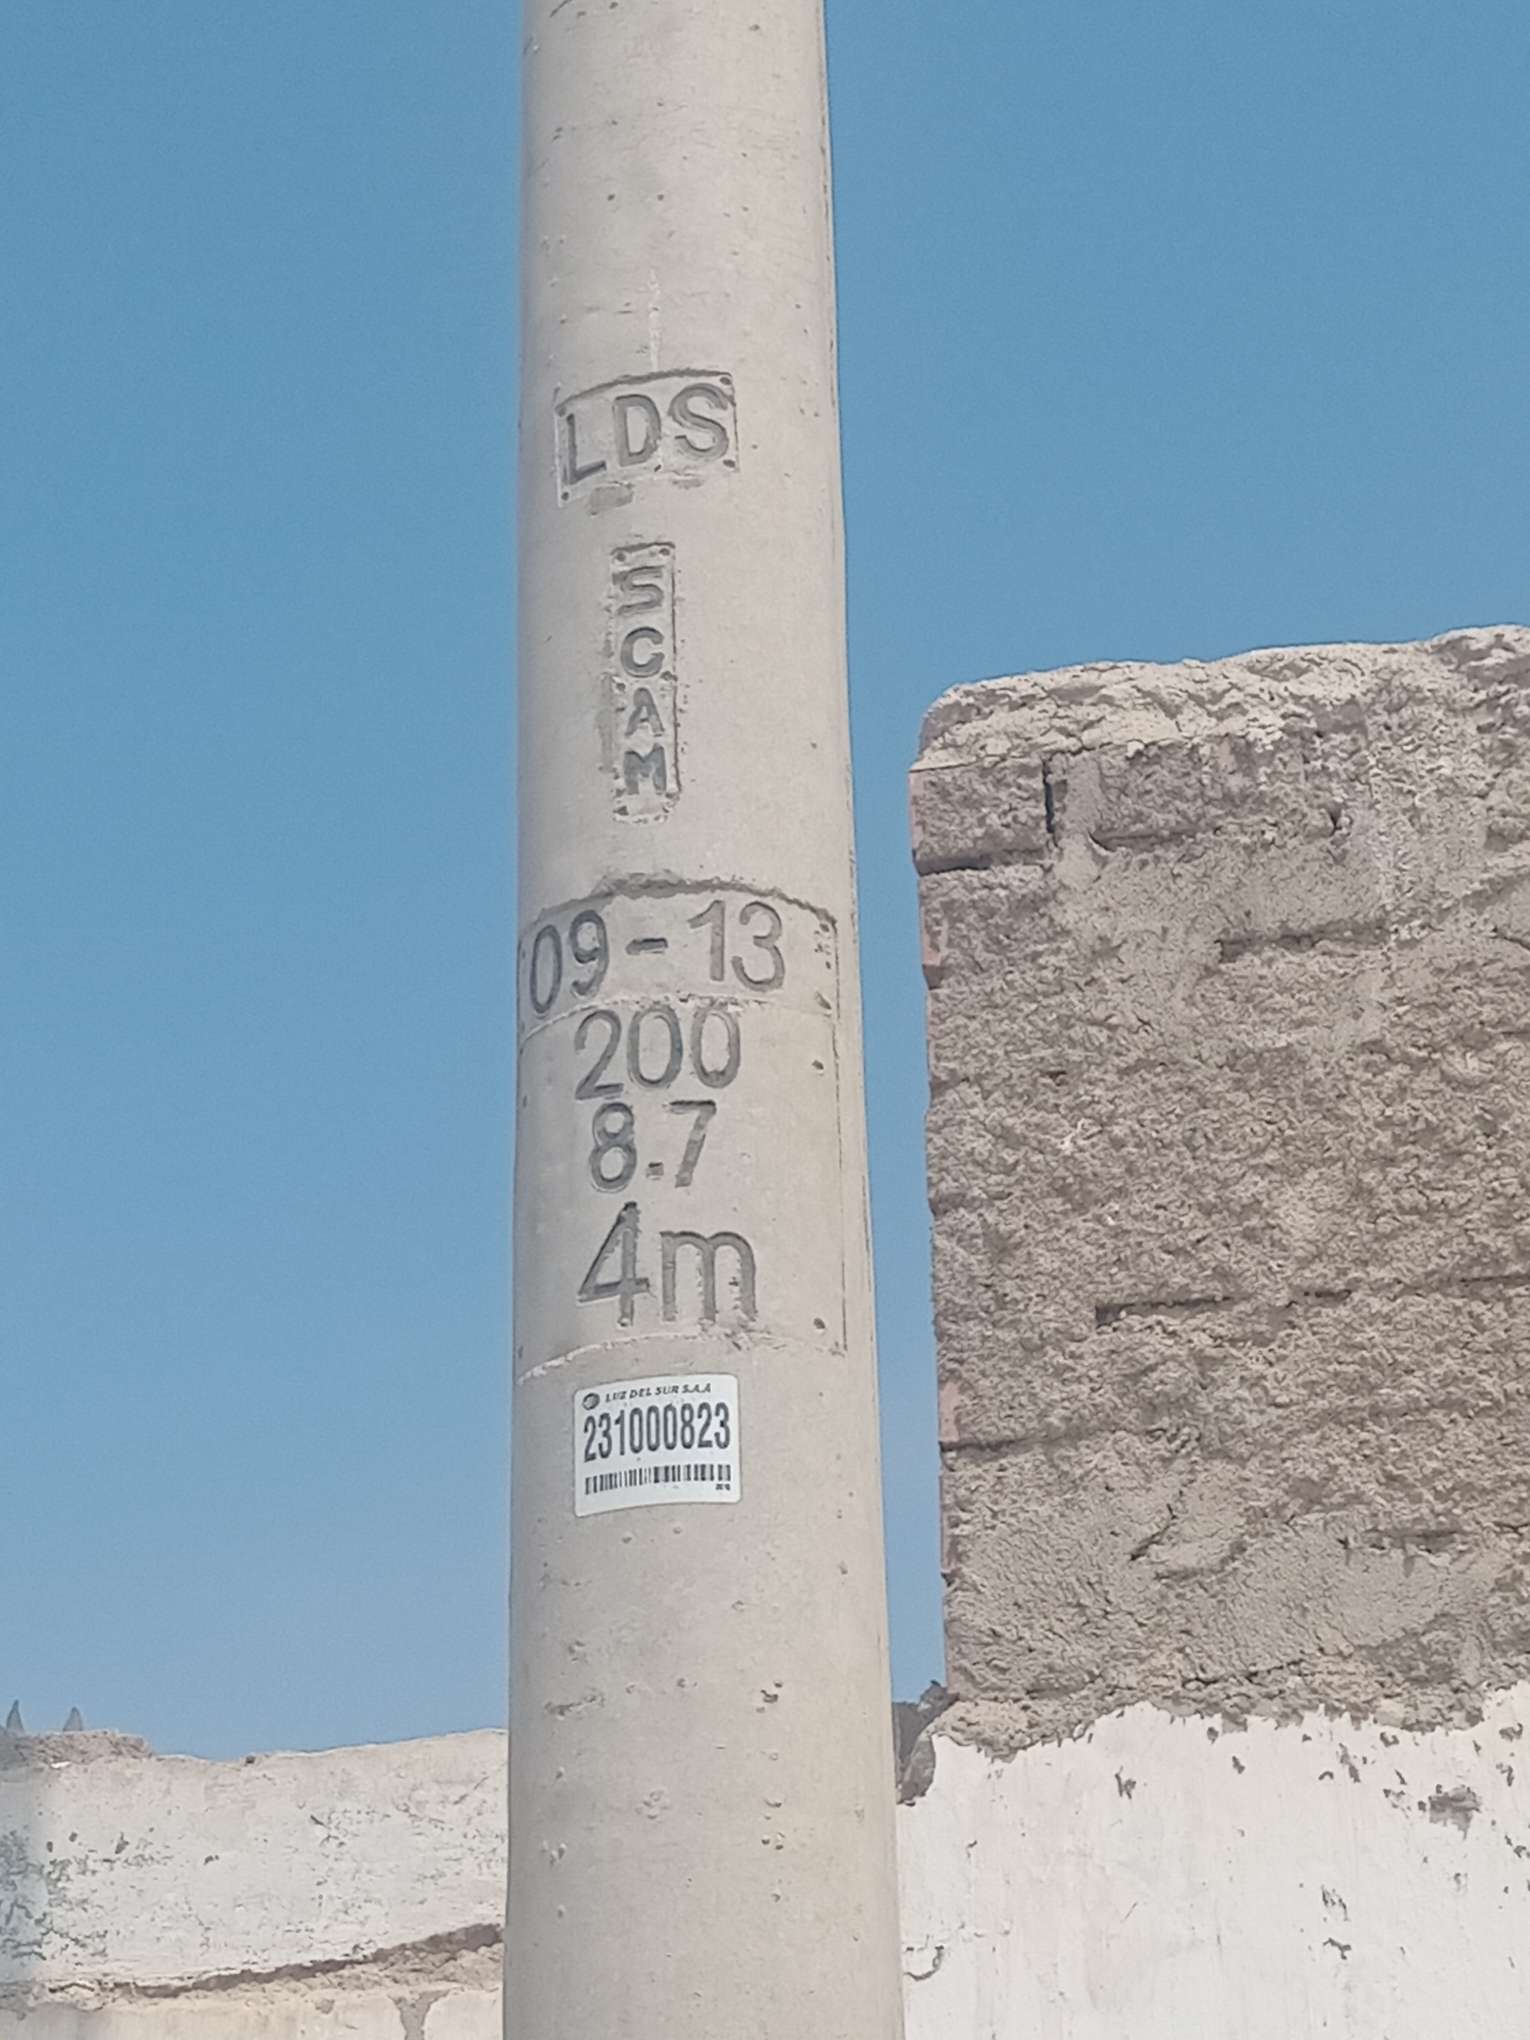 LDS
SCAM
09-13
200
8.7
4m
LUZ DEL SUR S.A.A
231000823